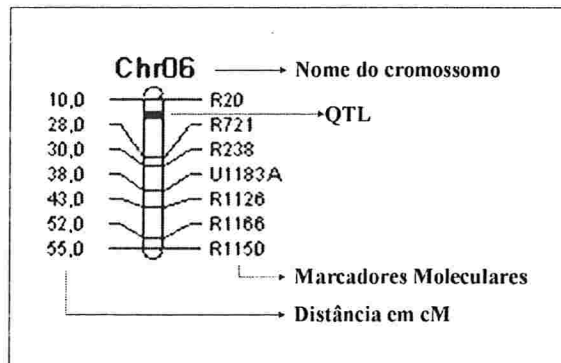 Chr06 Nome do cromossomo
10,0 R20
QTL
28,0 R721
30,0 R238
38,0 U1183A
43,0 R1126
52,0 R1166
55,0 R1150
Marcadores Moleculares
Distância em cM